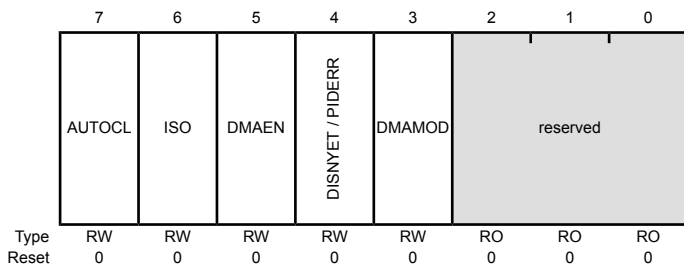 7 6 5 4 3 2 1 0
AUTOCL ISO DMAEN DISNYET / PIDERR DMAMOD reserved
Type RW RW RW RW RW RO RO RO
Reset 0 0 0 0 0 0 0 0